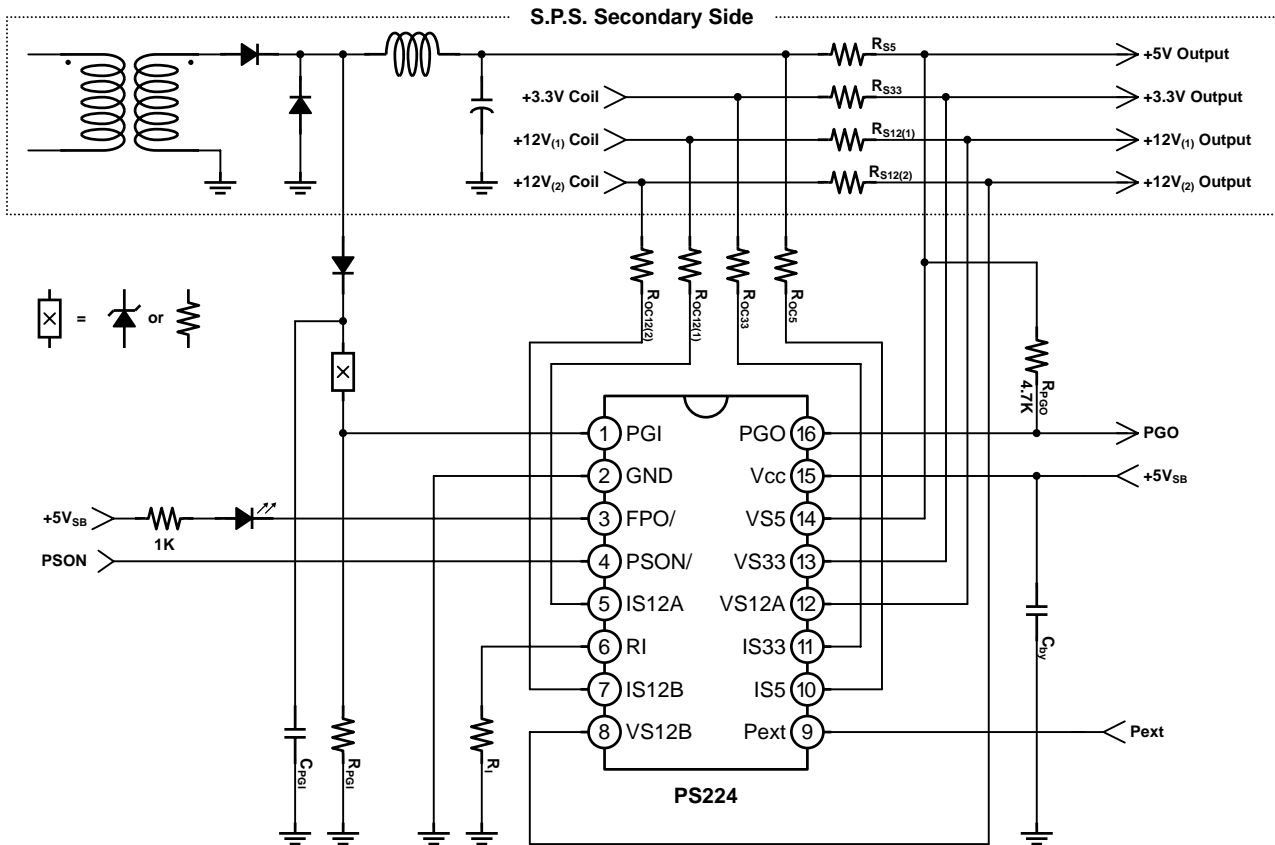 S.P.S. Secondary Side
RS5
+5V Output
+3.3V Coil
RS33
+3.3V Output
+12V(1) Coil
RS12(1)
+12V(1) Output
+12V(2) Coil
RS12(2)
+12V(2) Output
ROC12(2)
ROC12(1)
ROC33
ROC5
= or
RPGO
4.7K
1 PGI
PGO 16
PGO
2 GND
Vcc 15
+5VSB
+5VSB
1K
3 FPO/
VS5 14
PSON
4 PSON/
VS33 13
5 IS12A
VS12A 12
6 RI
IS33 11
7 IS12B
IS5 10
8 VS12B
Pext 9
Pext
CPGI
RPGI
RI
Cby
PS224